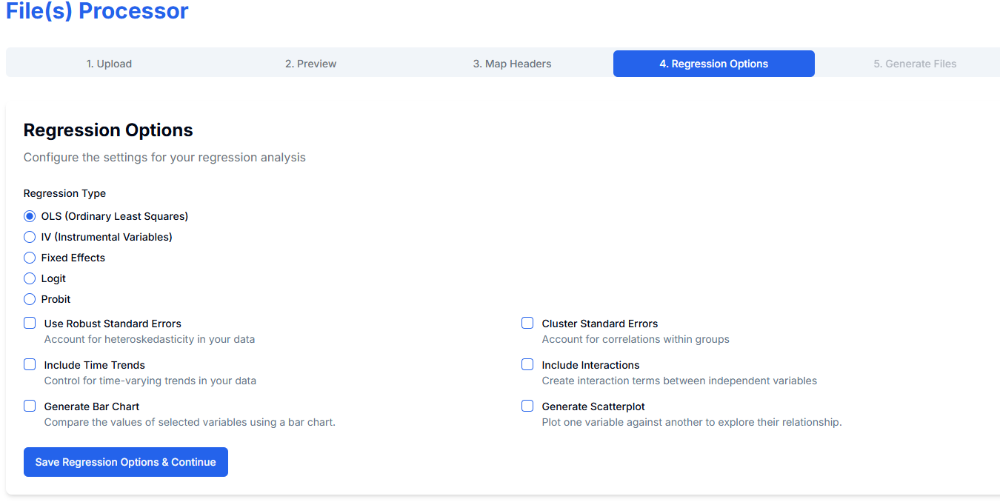 File(s) Processor
1. Upload
2. Preview
3. Map Headers
4. Regression Options
5. Generate Files
Regression Options
Configure the settings for your regression analysis
Regression Type
OLS (Ordinary Least Squares)
IV (Instrumental Variables)
Fixed Effects
Logit
Probit
Use Robust Standard Errors
Account for heteroskedasticity in your data
Cluster Standard Errors
Account for correlations within groups
Include Time Trends
Control for time-varying trends in your data
Include Interactions
Create interaction terms between independent variables
Generate Bar Chart
Compare the values of selected variables using a bar chart.
Generate Scatterplot
Plot one variable against another to explore their relationship.
Save Regression Options & Continue